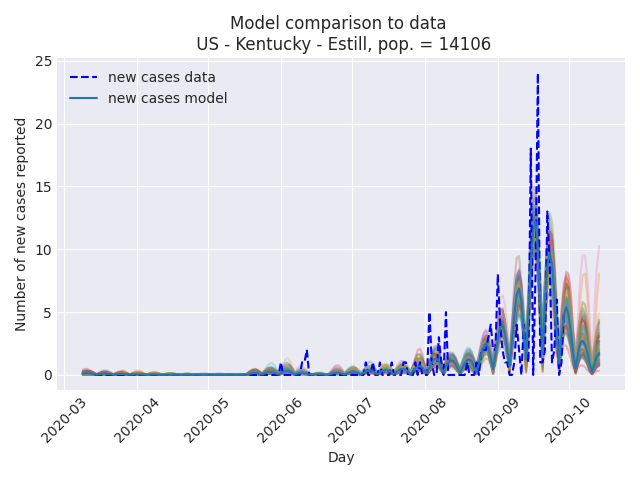 Model comparison to data
US - Kentucky - Estill, pop. = 14106
new cases data
new cases model
Number of new cases reported
25
20
15
10
5
0
2020-03
2020-04
2020-05
2020-06
2020-07
2020-08
2020-09
2020-10
Day